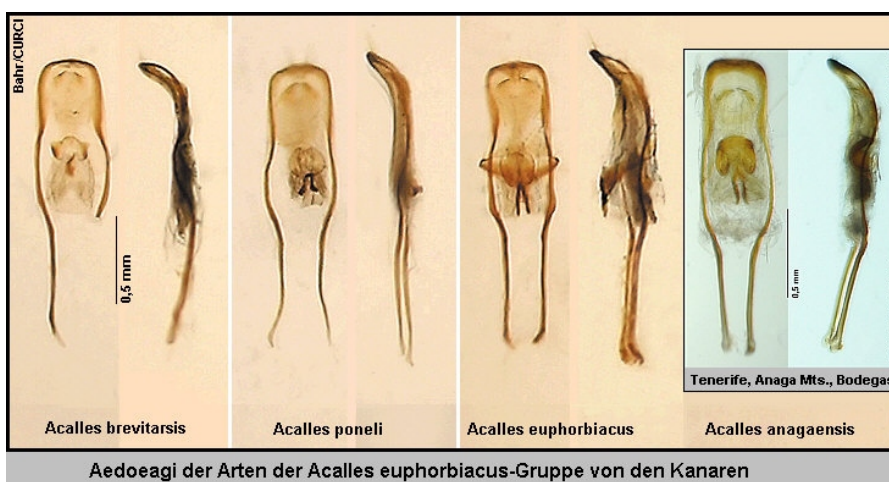 Bahr/CURCI
0,5 mm
0,5 mm
Tenerife, Anaga Mts., Bodegas
Acalles brevitarsis
Acalles poneli
Acalles euphorbiacus
Acalles anagaensis
Aedoeagi der Arten der Acalles euphorbiacus-Gruppe von den Kanaren